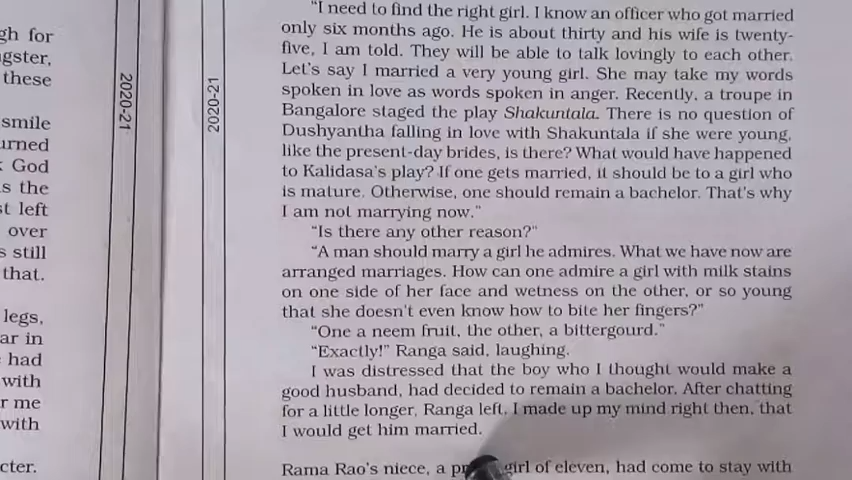 gh for
gster,
these
smile
urned
God
s the
st left
over
s still
that.
legs,
ar in
had
with
r me
with
cter.
2020-21
2020-21
"I need to find the right girl. I know an officer who got married
only six months ago. He is about thirty and his wife is twenty-
five, I am told. They will be able to talk lovingly to each other.
Let's say I married a very young girl. She may take my words
spoken in love as words spoken in anger. Recently, a troupe in
Bangalore staged the play Shakuntala. There is no question of
Dushyantha falling in love with Shakuntala if she were young,
like the present-day brides, is there? What would have happened
to Kalidasa's play? If one gets married, it should be to a girl who
is mature. Otherwise, one should remain a bachelor. That's why
I am not marrying now."
"Is there any other reason?"
"A man should marry a girl he admires. What we have now are
arranged marriages. How can one admire a girl with milk stains
on one side of her face and wetness on the other, or so young
that she doesn't even know how to bite her fingers?"
"One a neem fruit, the other, a bittergourd."
"Exactly!" Ranga said, laughing.
I was distressed that the boy who I thought would make a
good husband, had decided to remain a bachelor. After chatting
for a little longer, Ranga left. I made up my mind right then, that
I would get him married.
Rama Rao's niece, a girl of eleven, had come to stay with